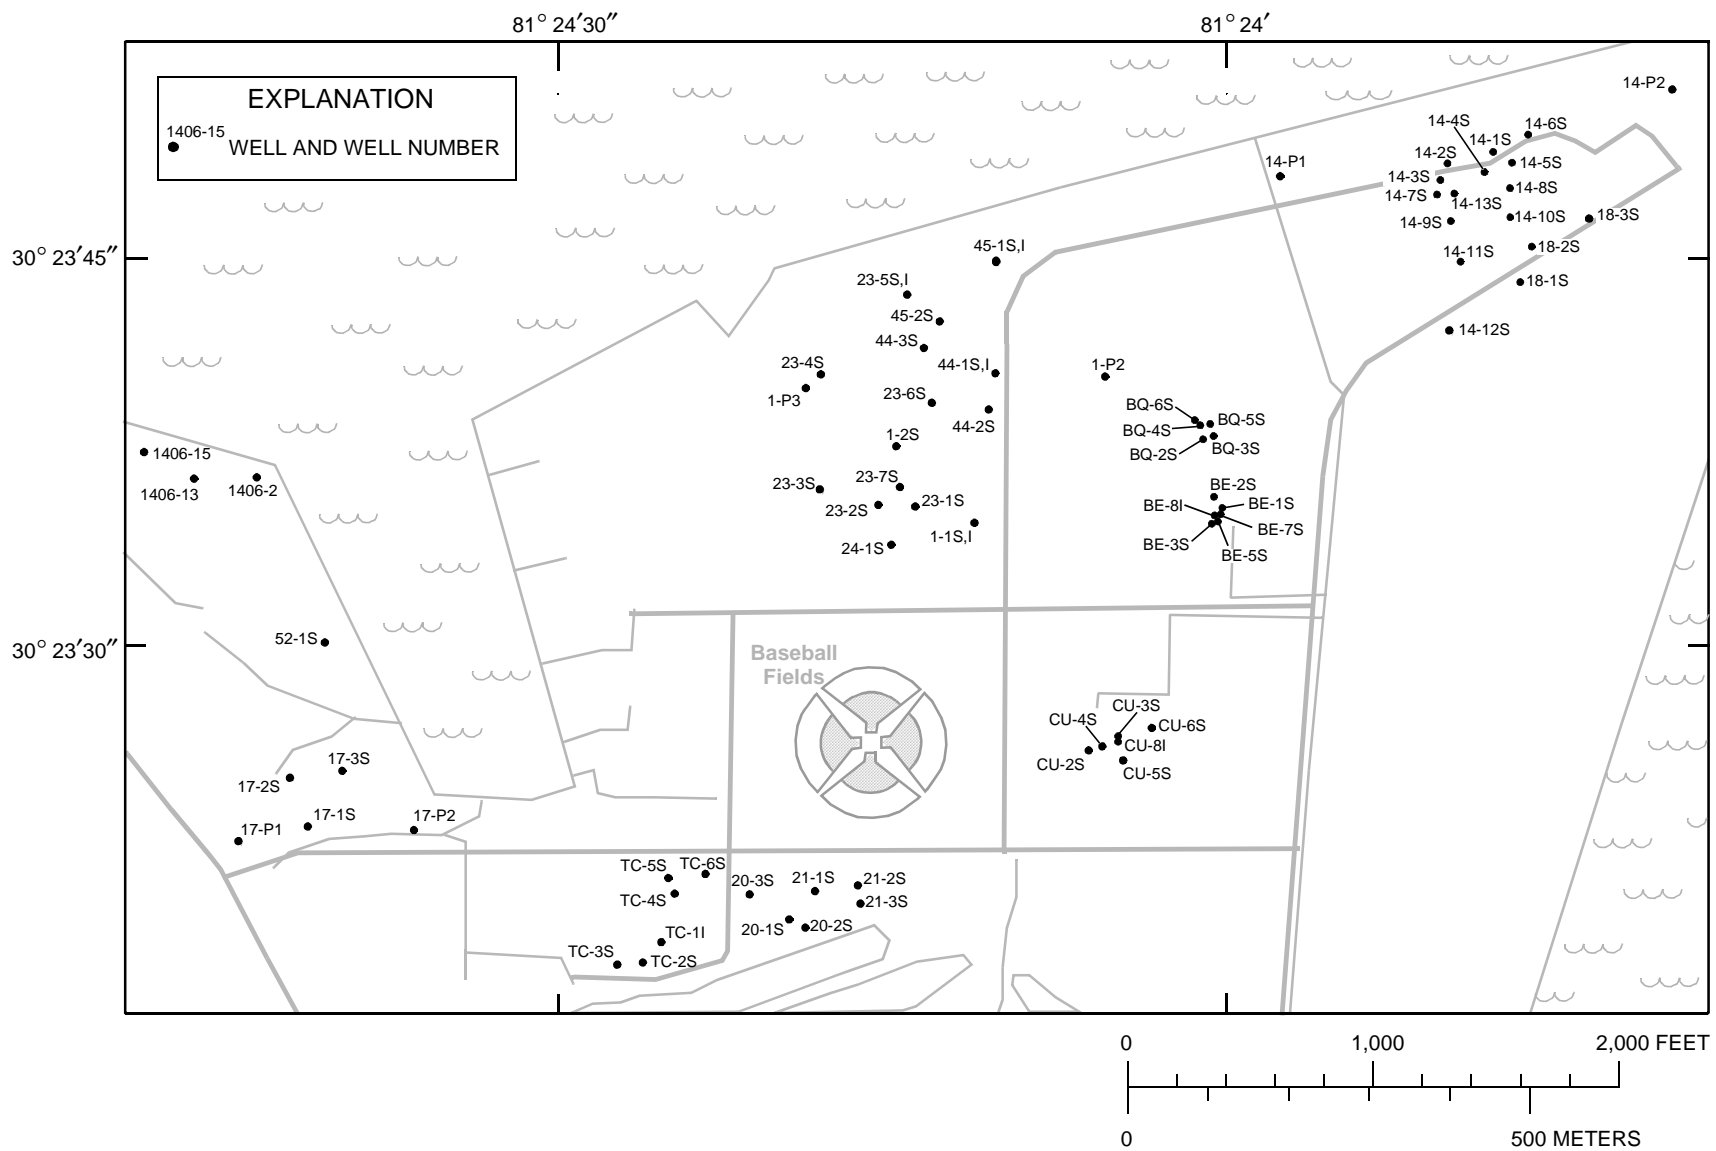 81° 24′30″
81° 24′
EXPLANATION
1406-15
WELL AND WELL NUMBER
14-P2
14-4S
14-6S
14-1S
14-2S
14-5S
14-P1
14-3S
14-7S
14-8S
14-13S
14-9S
14-10S
18-3S
30° 23′45″
45-1S,I
18-2S
14-11S
23-5S,I
18-1S
45-2S
14-12S
44-3S
23-4S
44-1S,I
1-P2
1-P3
23-6S
BQ-6S
BQ-5S
44-2S
BQ-4S
1-2S
BQ-3S
BQ-2S
1406-15
1406-13
1406-2
23-3S
23-7S
BE-2S
23-2S
23-1S
BE-8I
BE-1S
1-1S,I
BE-7S
24-1S
BE-3S
BE-5S
52-1S
30° 23′30″
Baseball
Fields
CU-3S
CU-4S
CU-6S
CU-8I
CU-2S
CU-5S
17-3S
17-2S
17-1S
17-P2
17-P1
TC-5S
TC-6S
20-3S
21-1S
21-2S
TC-4S
21-3S
20-1S
20-2S
TC-1I
TC-3S
TC-2S
0
1,000
2,000 FEET
0
500 METERS